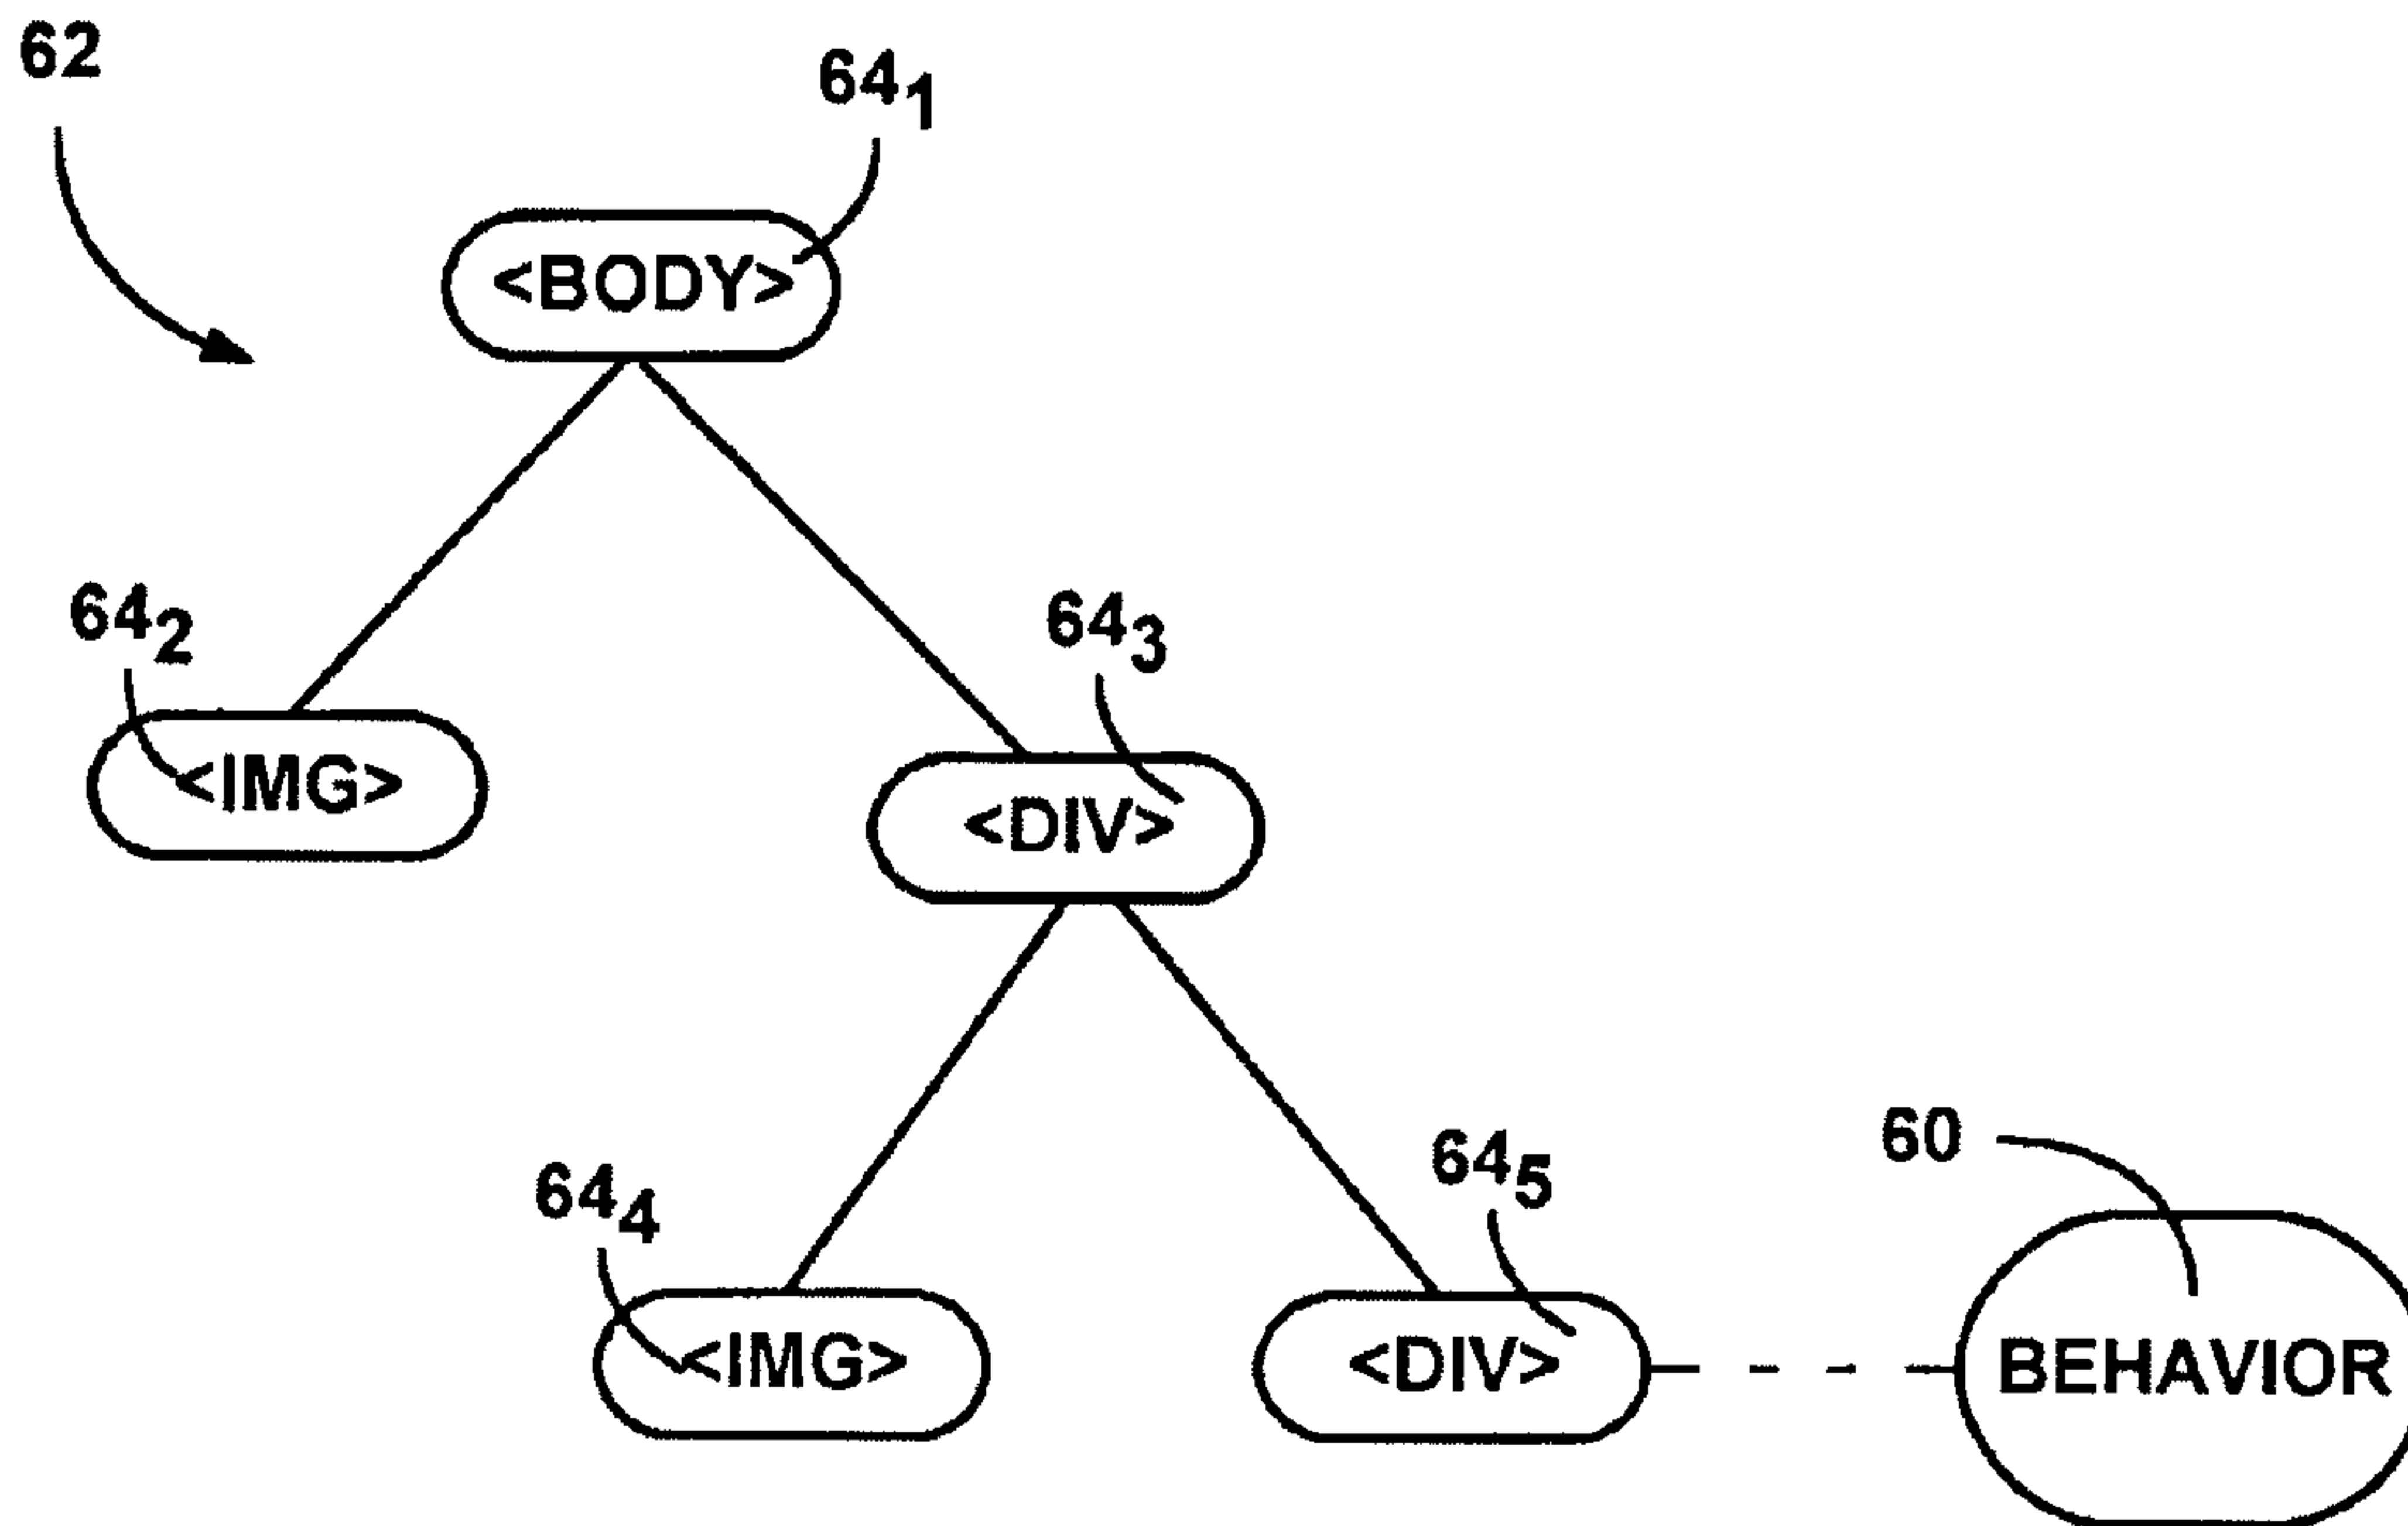 62
64₁
<BODY>
64₂
64₃
<IMG>
<DIV>
64₄
64₅
60
<IMG>
<DIV>
BEHAVIOR